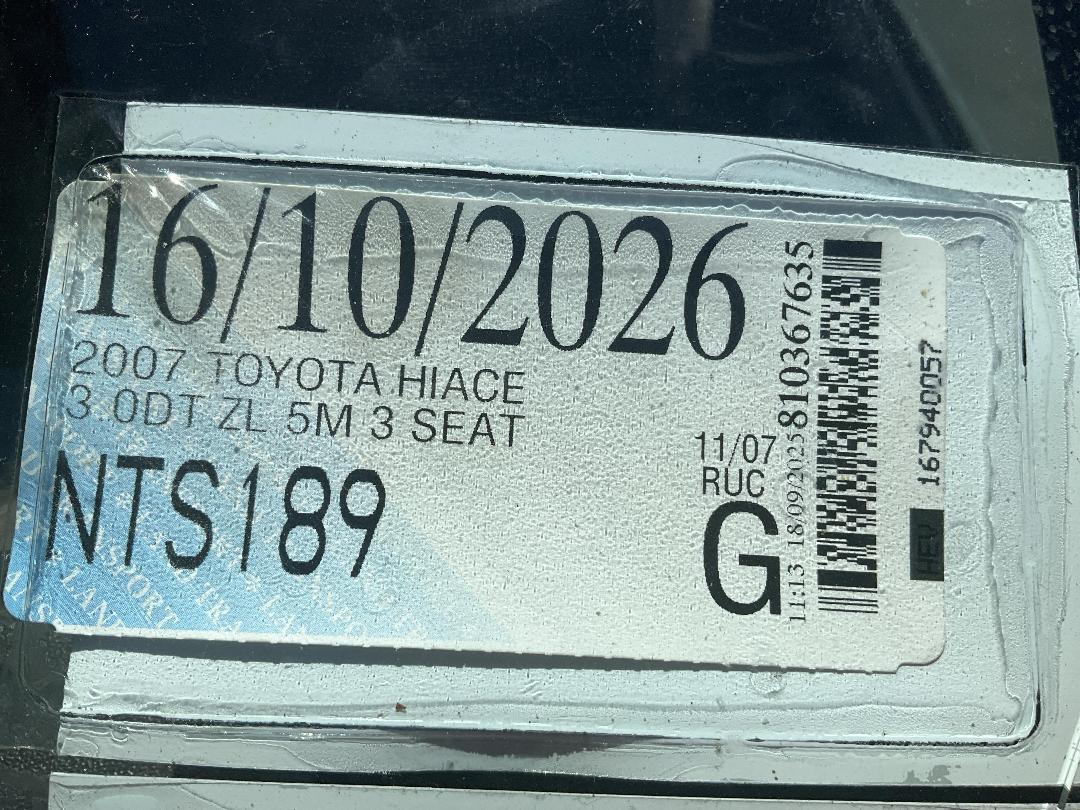 16/10/2026
2007 TOYOTA HIACE
3.0DT ZL 5M 3 SEAT
NTS189
11/07
RUC
G
11:13 18/09/2025 810367635
HEV 167940057